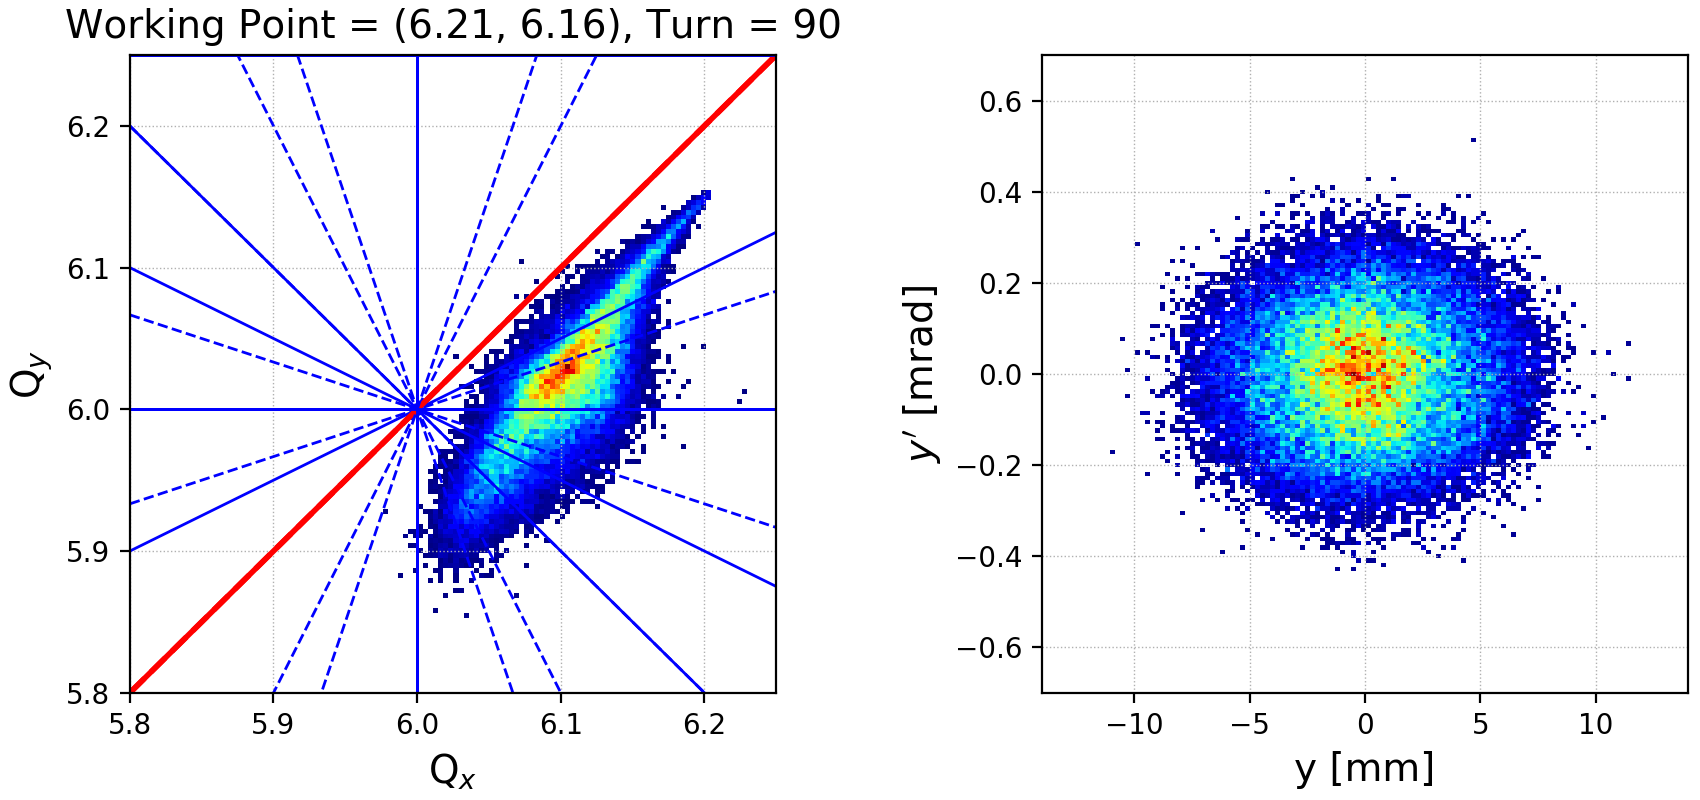 Working Point = (6.21, 6.16), Turn = 90
6.2
6.1
6.0
5.9
5.8
5.8 5.9 6.0 6.1 6.2
Qy
Qx
0.6
0.4
0.2
0.0
−0.2
−0.4
−0.6
−10 −5 0 5 10
y′ [mrad]
y [mm]